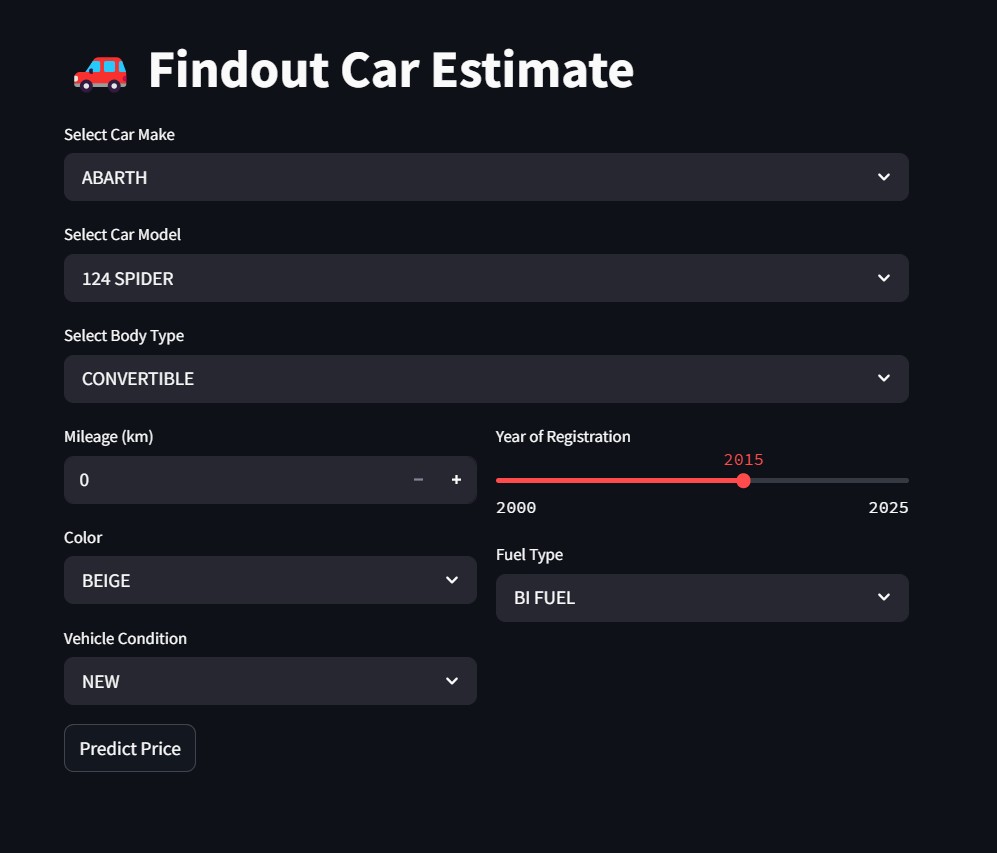 Findout Car Estimate
Select Car Make
ABARTH
Select Car Model
124 SPIDER
Select Body Type
CONVERTIBLE
Mileage (km)
0
Year of Registration
2015
2000 2025
Color
BEIGE
Fuel Type
BI FUEL
Vehicle Condition
NEW
Predict Price